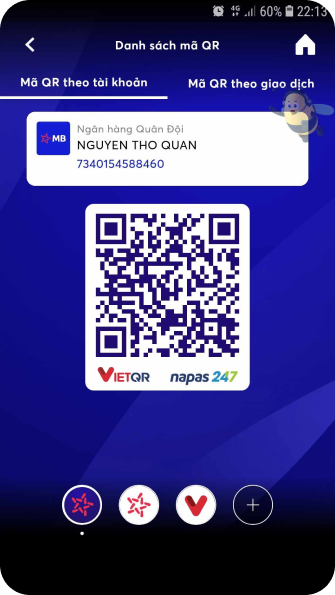 4G 60% 22:13
Danh sách mã QR
Mã QR theo tài khoản
Mã QR theo giao dịch
MB
Ngân hàng Quân Đội
NGUYEN THO QUAN
7340154588460
VIETQR
napas 247